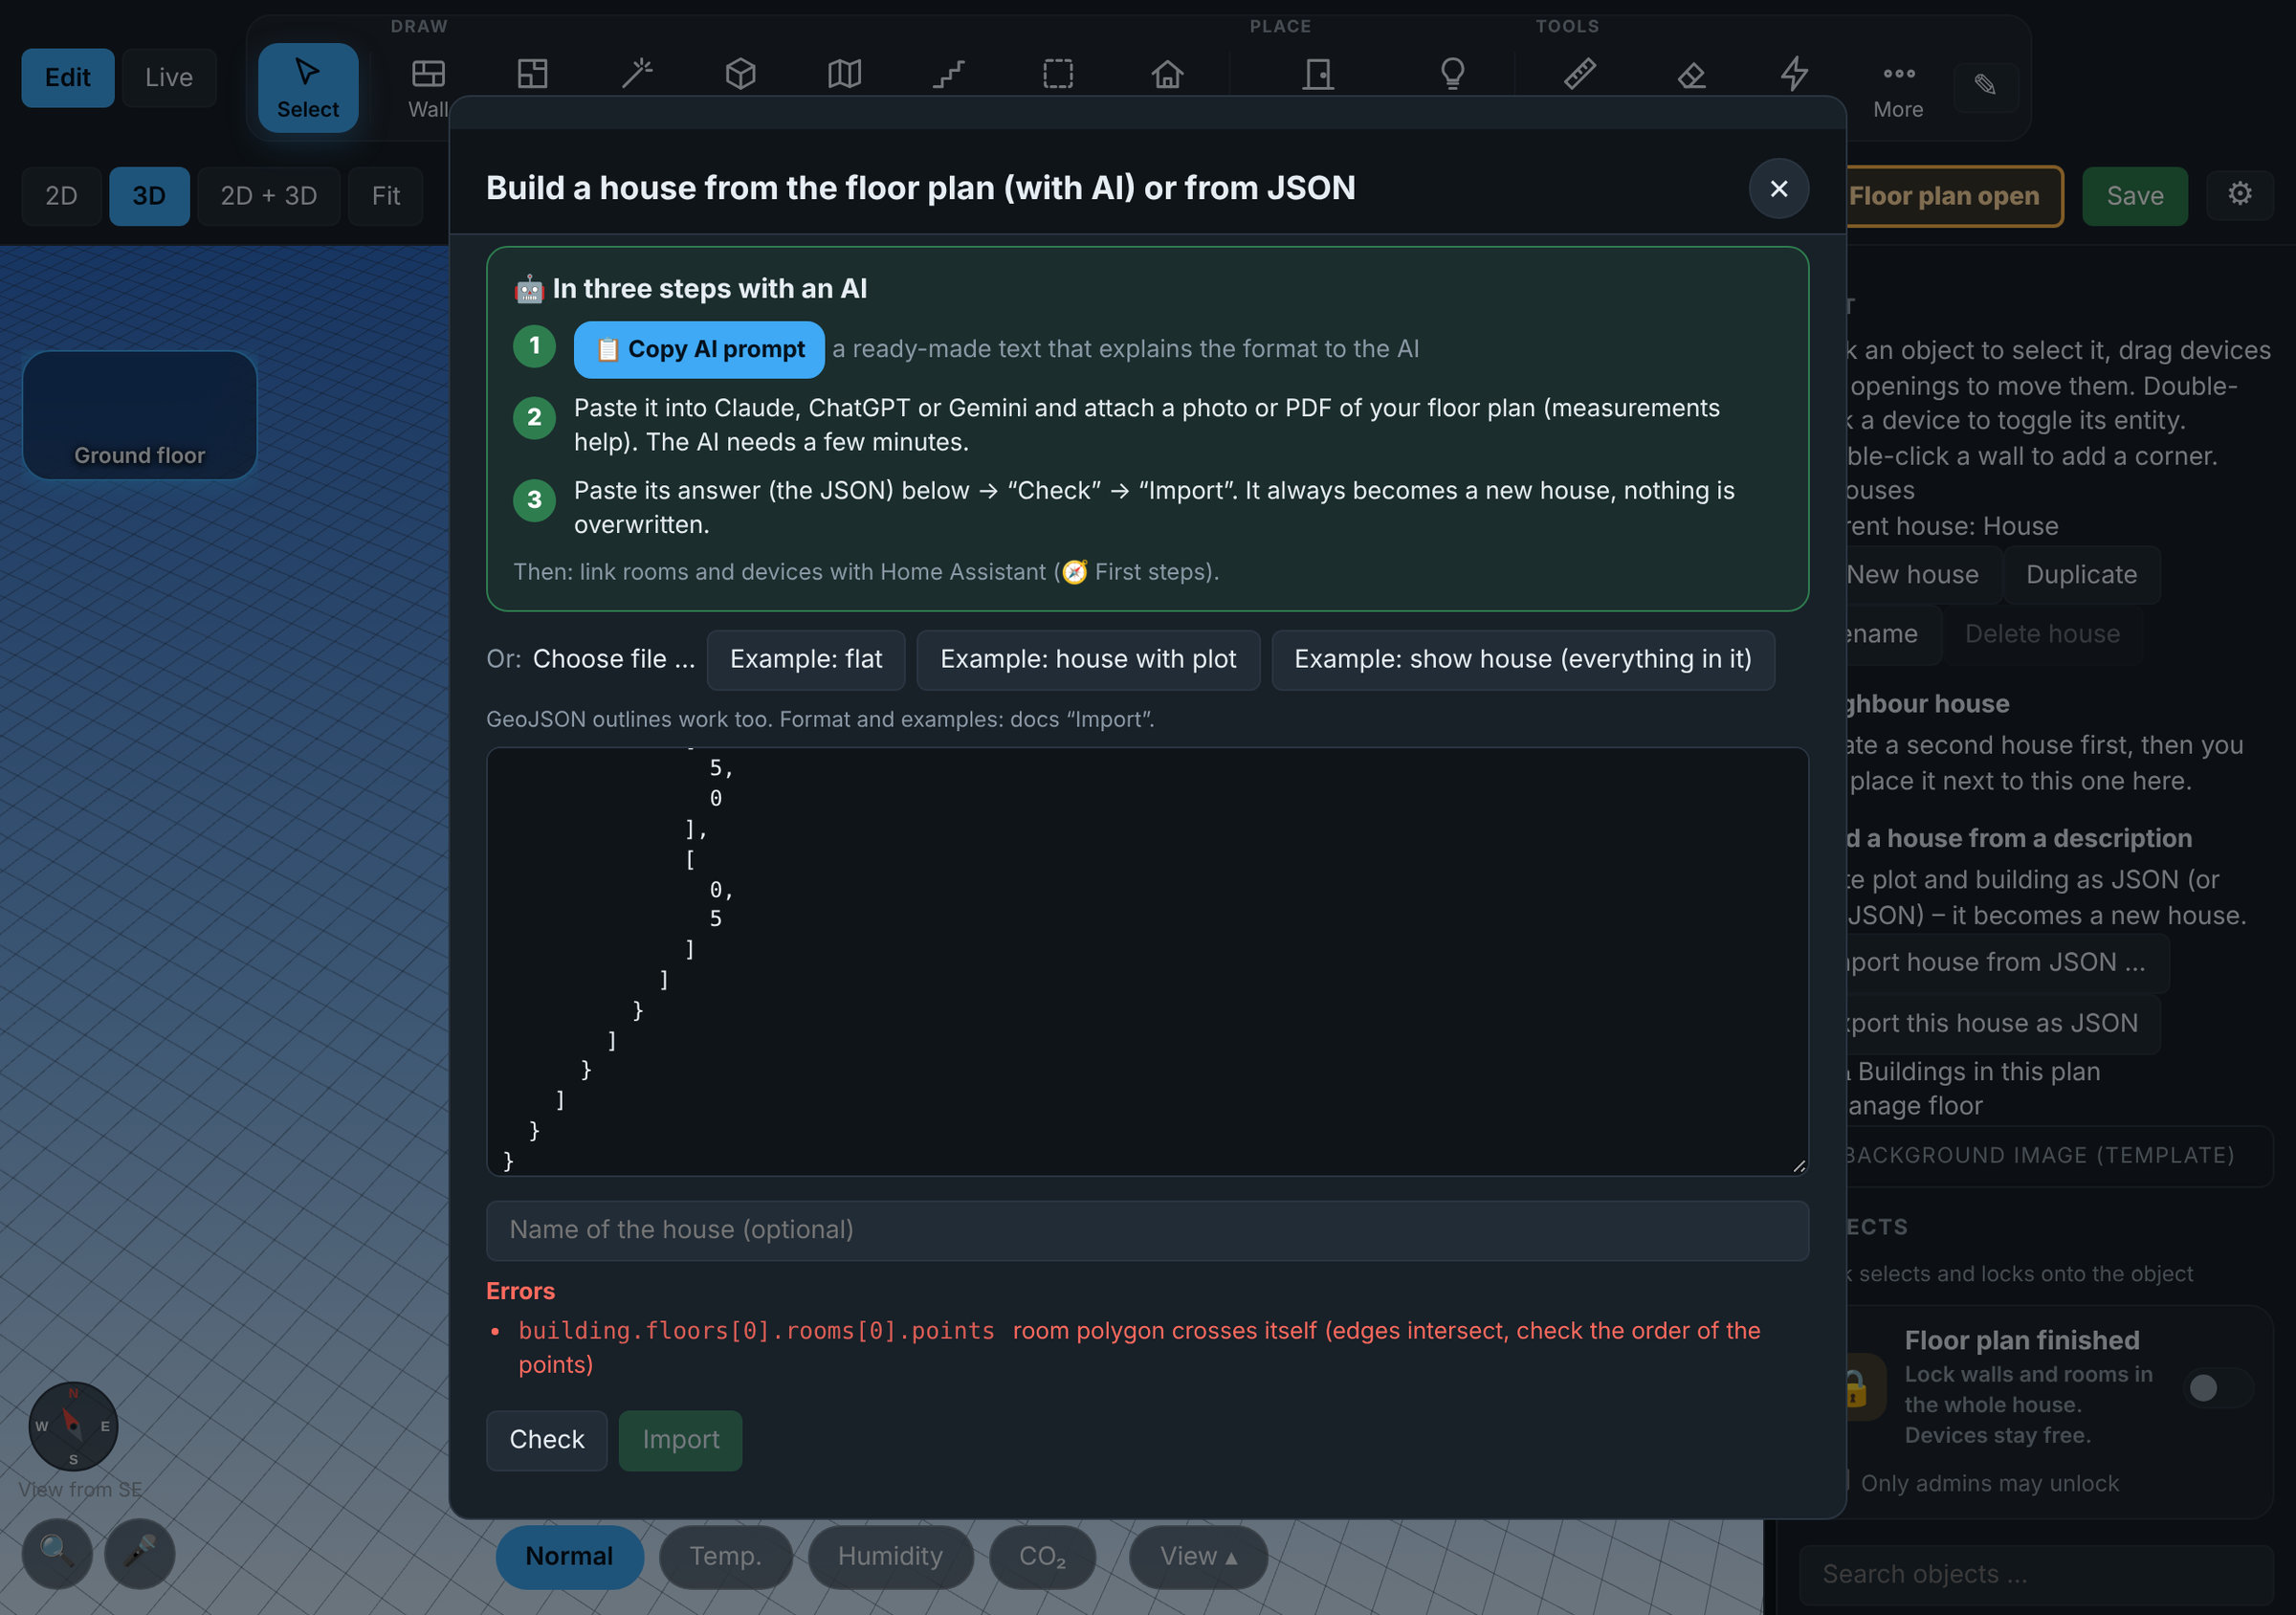 DRAW
PLACE
TOOLS
Edit
Live
Select
Wall
More
2D
3D
2D + 3D
Fit
Floor plan open
Save
Ground floor
Build a house from the floor plan (with AI) or from JSON
In three steps with an AI
1
Copy AI prompt
a ready-made text that explains the format to the AI
2
Paste it into Claude, ChatGPT or Gemini and attach a photo or PDF of your floor plan (measurements
help). The AI needs a few minutes.
3
Paste its answer (the JSON) below → “Check” → “Import”. It always becomes a new house, nothing is
overwritten.
Then: link rooms and devices with Home Assistant (🧭 First steps).
Or: Choose file ...
Example: flat
Example: house with plot
Example: show house (everything in it)
GeoJSON outlines work too. Format and examples: docs “Import”.
5,
0
],
[
0,
5
]
]
}
]
}
]
}
}
Name of the house (optional)
Errors
• building.floors[0].rooms[0].points room polygon crosses itself (edges intersect, check the order of the
points)
Check
Import
an object to select it, drag devices
openings to move them. Double-
a device to toggle its entity.
ble-click a wall to add a corner.
ouses
rent house: House
New house
Duplicate
ename
Delete house
ghbour house
ate a second house first, then you
place it next to this one here.
d a house from a description
te plot and building as JSON (or
JSON) – it becomes a new house.
port house from JSON ...
xport this house as JSON
Buildings in this plan
anage floor
BACKGROUND IMAGE (TEMPLATE)
ECTS
k selects and locks onto the object
Floor plan finished
Lock walls and rooms in
the whole house.
Devices stay free.
Only admins may unlock
Search objects ...
N
W
E
S
View from SE
Normal
Temp.
Humidity
CO₂
View ▴